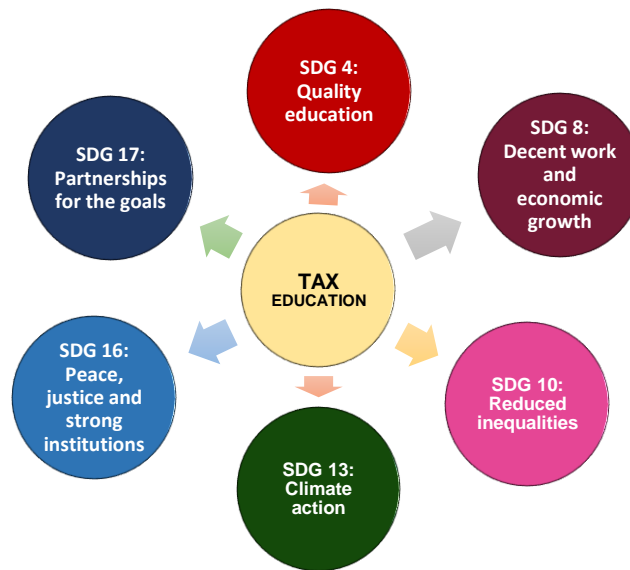 SDG 4:
Quality
education
SDG 17:
Partnerships
for the goals
SDG 8:
Decent work
and
economic
growth
TAX
EDUCATION
SDG 16:
Peace,
justice and
strong
institutions
SDG 10:
Reduced
inequalities
SDG 13:
Climate
action